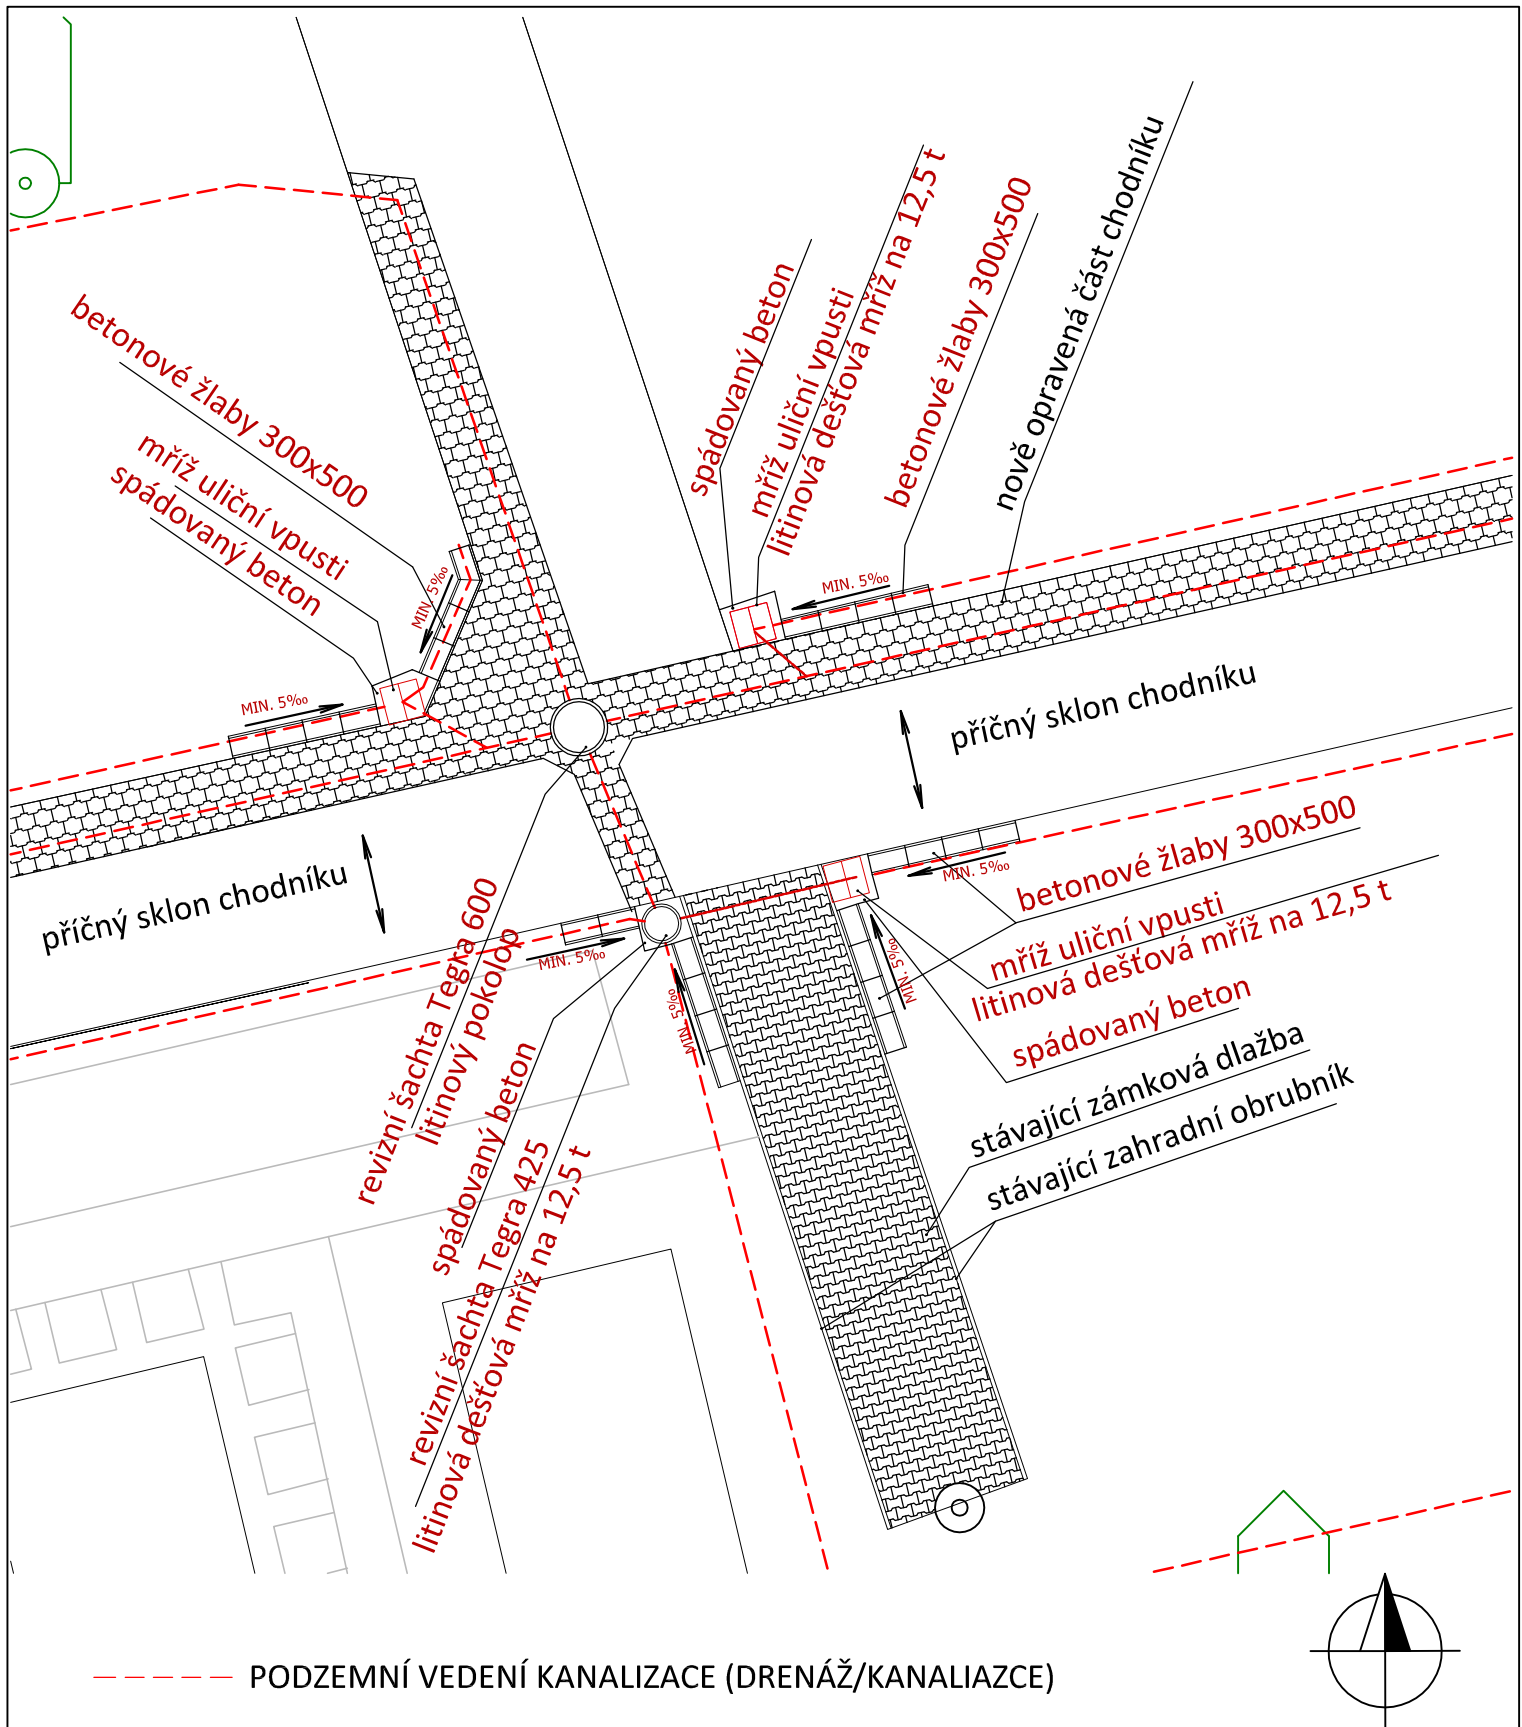 betonové žlaby 300x500
mříž uliční vpusti
spádovaný beton
spádovaný beton
mříž uliční vpusti
litinová dešťová mříž na 12,5 t
betonové žlaby 300x500
nově opravená část chodníku
MIN. 5‰
MIN. 5‰
MIN. 5‰
příčný sklon chodníku
příčný sklon chodníku
MIN. 5‰
MIN. 5‰
MIN. 5‰
MIN. 5‰
betonové žlaby 300x500
mříž uliční vpusti
litinová dešťová mříž na 12,5 t
spádovaný beton
stávající zámková dlažba
stávající zahradní obrubník
revizní šachta Tegra 600
litinový pokolop
spádovaný beton
revizní šachta Tegra 425
litinová dešťová mříž na 12,5 t
PODZEMNÍ VEDENÍ KANALIZACE (DRENÁŽ/KANALIAZCE)